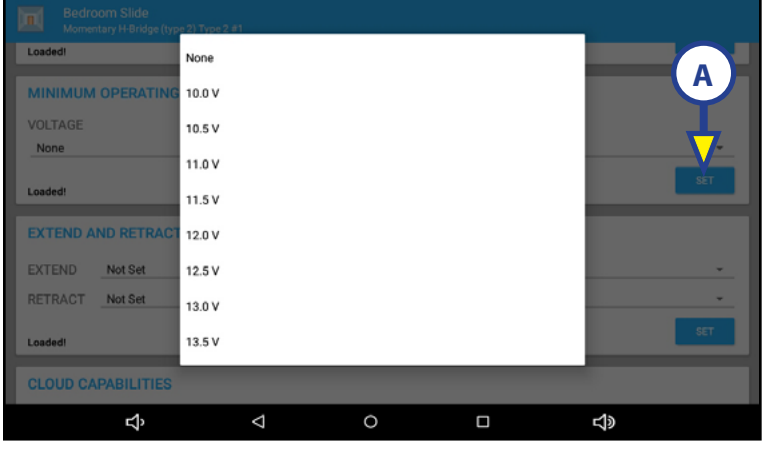 Bedroom Slide
Momentary H-Bridge (type 2) Type 2 #1
Loaded!
MINIMUM OPERATING
VOLTAGE
None
Loaded!
SET
EXTEND AND RETRACT
EXTEND Not Set
RETRACT Not Set
Loaded!
SET
CLOUD CAPABILITIES
None
10.0 V
10.5 V
11.0 V
11.5 V
12.0 V
12.5 V
13.0 V
13.5 V
A